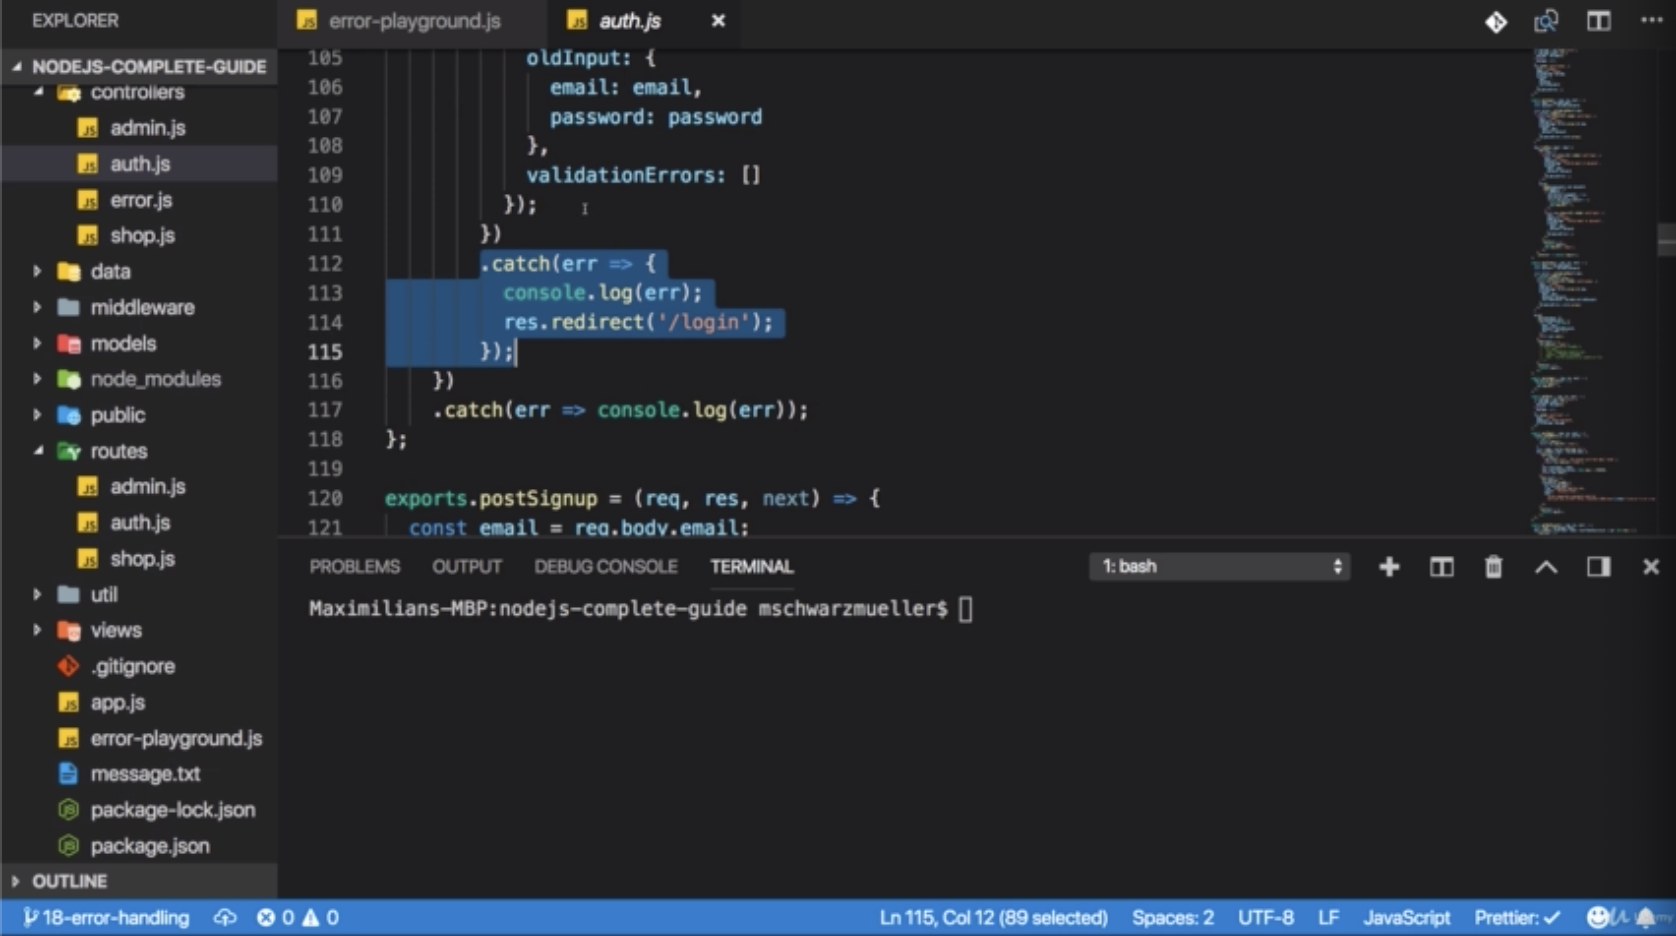 EXPLORER
NODEJS-COMPLETE-GUIDE
controllers
admin.js
auth.js
error.js
shop.js
data
middleware
models
node_modules
public
routes
admin.js
auth.js
shop.js
util
views
.gitignore
app.js
error-playground.js
message.txt
package-lock.json
package.json
OUTLINE
error-playground.js
auth.js
105 oldInput: {
106 email: email,
107 password: password
108 },
109 validationErrors: []
110 });
111 })
112 .catch(err => {
113 console.log(err);
114 res.redirect('/login');
115 });
116 })
117 .catch(err => console.log(err));
118 };
119
120 exports.postSignup = (req, res, next) => {
121 const email = req.body.email;
PROBLEMS OUTPUT DEBUG CONSOLE TERMINAL 1: bash
Maximilians-MBP:nodejs-complete-guide mschwarzmueller$
18-error-handling 0 0 Ln 115, Col 12 (89 selected) Spaces: 2 UTF-8 LF JavaScript Prettier: ✓